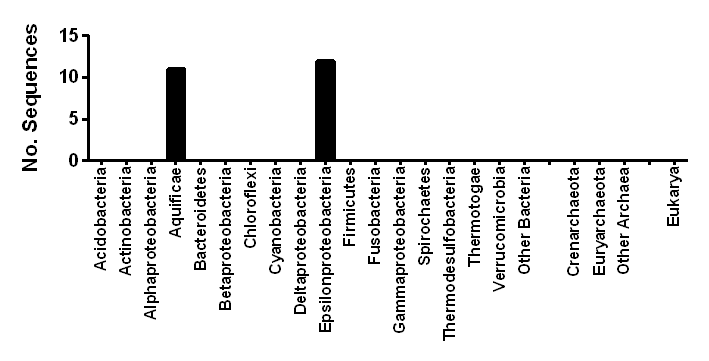 No. Sequences
15
10
5
0
Acidobacteria
Actinobacteria
Alphaproteobacteria
Aquificae
Bacteroidetes
Betaproteobacteria
Chloroflexi
Cyanobacteria
Deltaproteobacteria
Epsilonproteobacteria
Firmicutes
Fusobacteria
Gammaproteobacteria
Spirochaetes
Thermodesulfobacteria
Thermotogae
Verrucomicrobia
Other Bacteria
Crenarchaeota
Euryarchaeota
Other Archaea
Eukarya